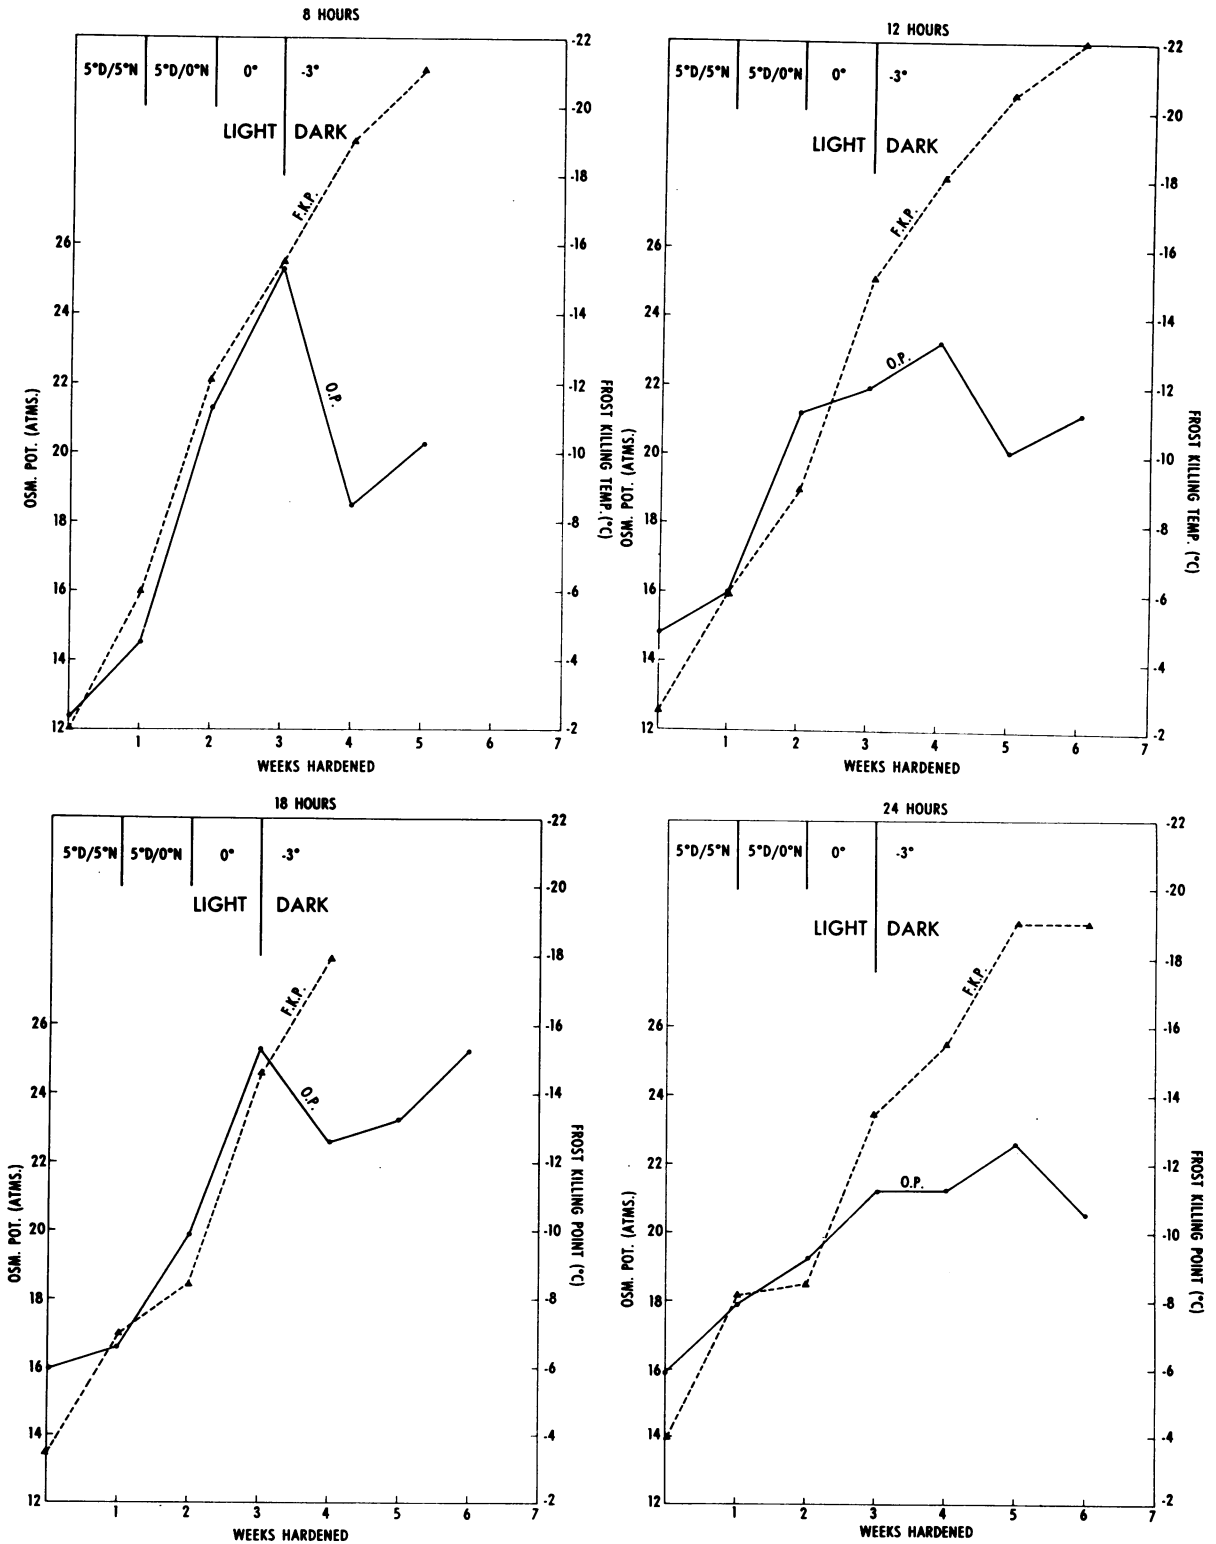 8 HOURS
5°D/5°N 5°D/0°N 0° -3°
LIGHT DARK
F.K.P.
O.P.
OSM. POT. (ATMS.)
26
24
22
20
18
16
14
12
-22
-20
-18
-16
-14
-12
-10
-8
-6
-4
-2
FROST KILLING TEMP. (°C)
1 2 3 4 5 6 7
WEEKS HARDENED
12 HOURS
5°D/5°N 5°D/0°N 0° -3°
LIGHT DARK
F.K.P.
O.P.
OSM. POT. (ATMS.)
26
24
22
20
18
16
14
12
-22
-20
-18
-16
-14
-12
-10
-8
-6
-4
-2
FROST KILLING TEMP. (°C)
1 2 3 4 5 6 7
WEEKS HARDENED
18 HOURS
5°D/5°N 5°D/0°N 0° -3°
LIGHT DARK
F.K.P.
O.P.
OSM. POT. (ATMS.)
26
24
22
20
18
16
14
12
-22
-20
-18
-16
-14
-12
-10
-8
-6
-4
-2
FROST KILLING POINT (°C)
1 2 3 4 5 6 7
WEEKS HARDENED
24 HOURS
5°D/5°N 5°D/0°N 0° -3°
LIGHT DARK
F.K.P.
O.P.
OSM. POT. (ATMS.)
26
24
22
20
18
16
14
12
-22
-20
-18
-16
-14
-12
-10
-8
-6
-4
-2
FROST KILLING POINT (°C)
1 2 3 4 5 6 7
WEEKS HARDENED